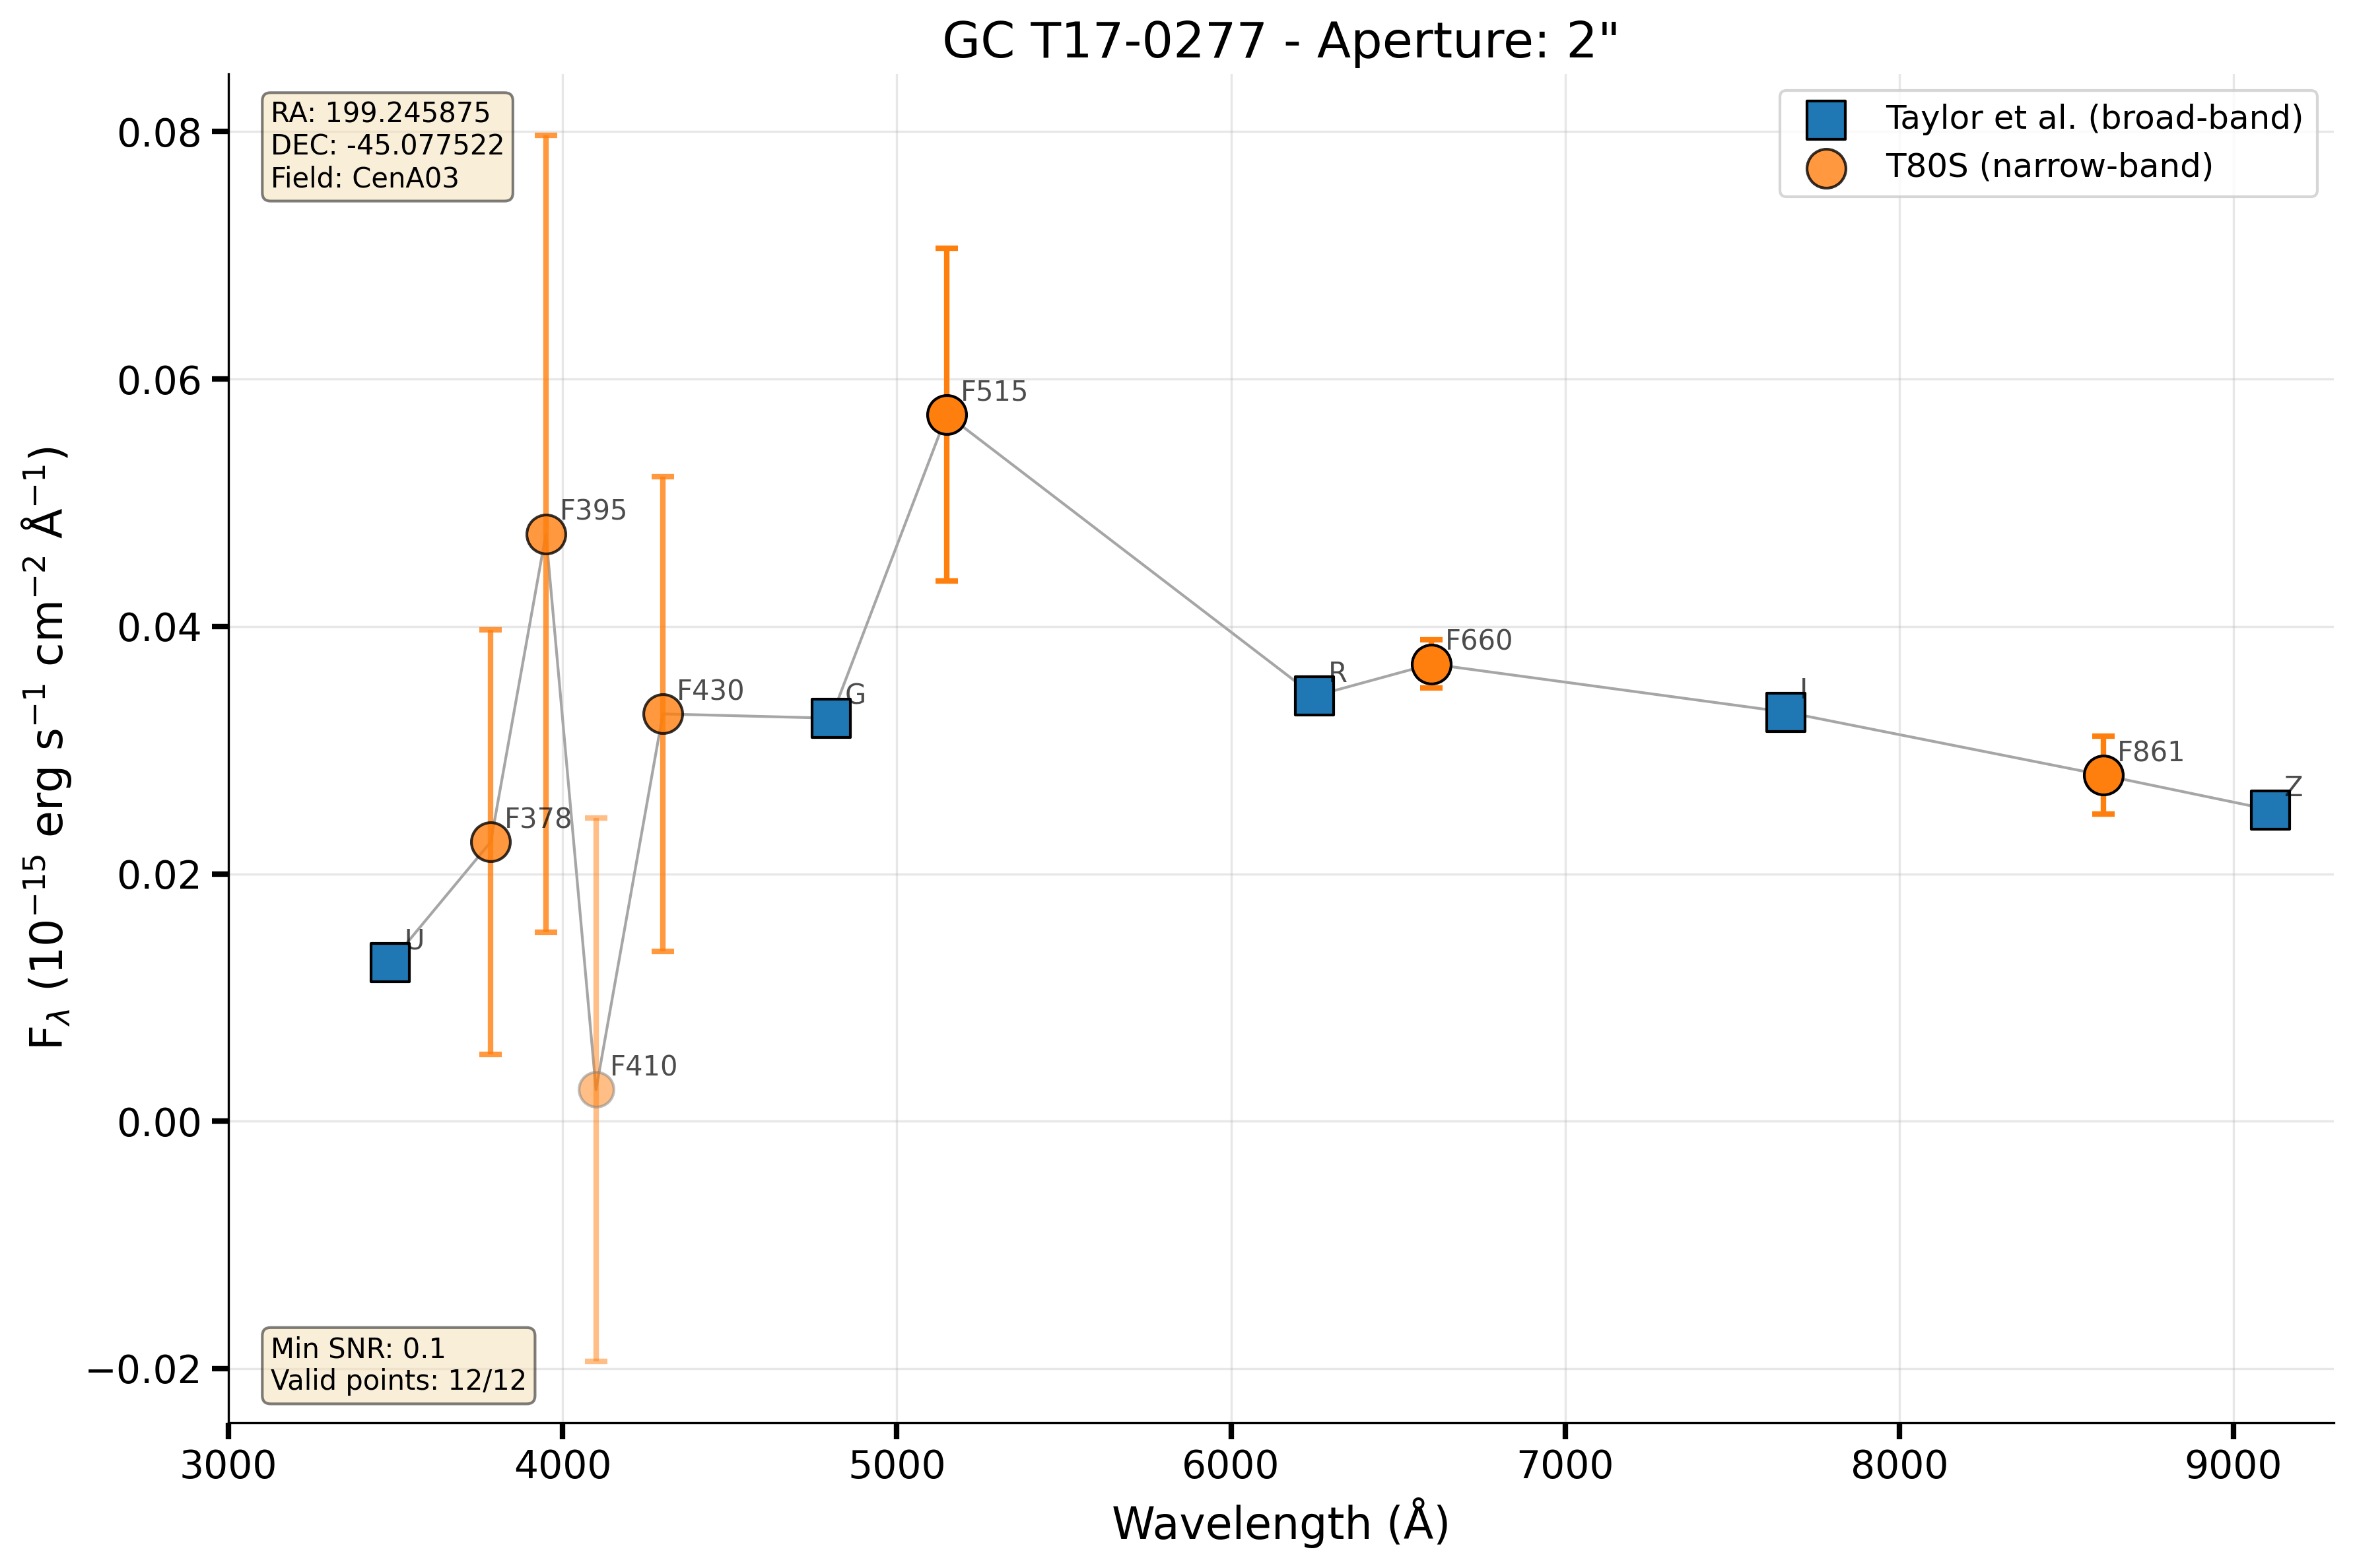 GC T17-0277 - Aperture: 2"
RA: 199.245875
DEC: -45.077522
Field: CenA03
Taylor et al. (broad-band)
T80S (narrow-band)
0.08
0.06
0.04
0.02
0.00
−0.02
F_λ (10⁻¹⁵ erg s⁻¹ cm⁻² Å⁻¹)
U
F378
F395
F410
F430
G
F515
R
F660
I
F861
Z
Min SNR: 0.1
Valid points: 12/12
3000 4000 5000 6000 7000 8000 9000
Wavelength (Å)